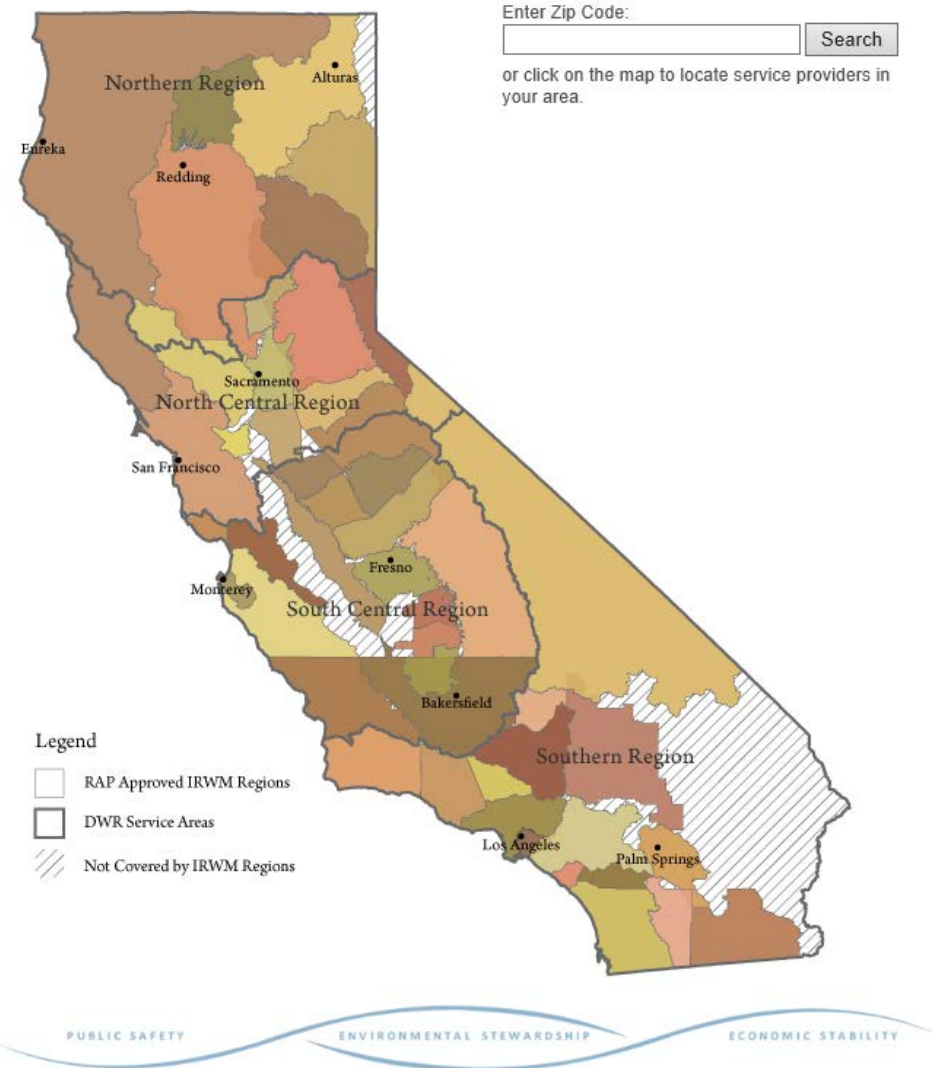 Enter Zip Code:
Search
or click on the map to locate service providers in
your area.
Northern Region
Alturas
Eureka
Redding
Sacramento
North Central Region
San Francisco
Fresno
Monterey
South Central Region
Bakersfield
Southern Region
Los Angeles
Palm Springs
Legend
RAP Approved IRWM Regions
DWR Service Areas
Not Covered by IRWM Regions
PUBLIC SAFETY
ENVIRONMENTAL STEWARDSHIP
ECONOMIC STABILITY